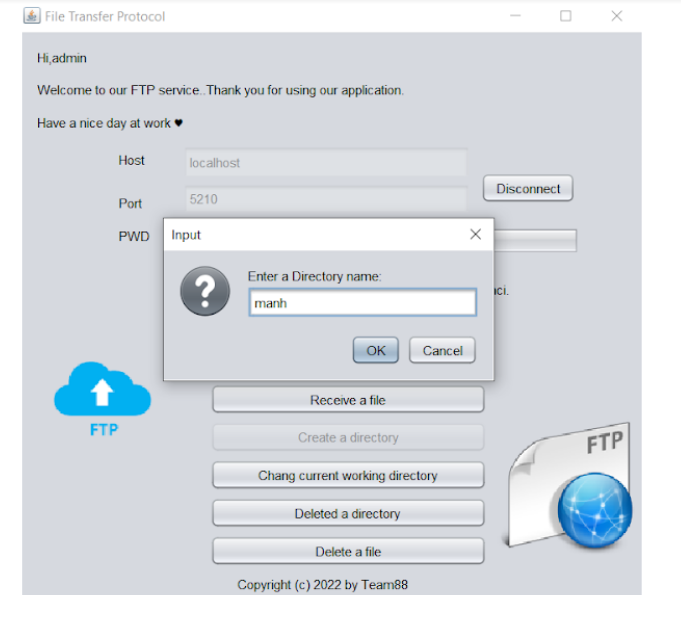 File Transfer Protocol
Hi,admin
Welcome to our FTP service..Thank you for using our application.
Have a nice day at work ♥
Host
localhost
Port
5210
Disconnect
PWD
Input
Enter a Directory name:
manh
OK
Cancel
Receive a file
Create a directory
Chang current working directory
Deleted a directory
Delete a file
FTP
FTP
Copyright (c) 2022 by Team88